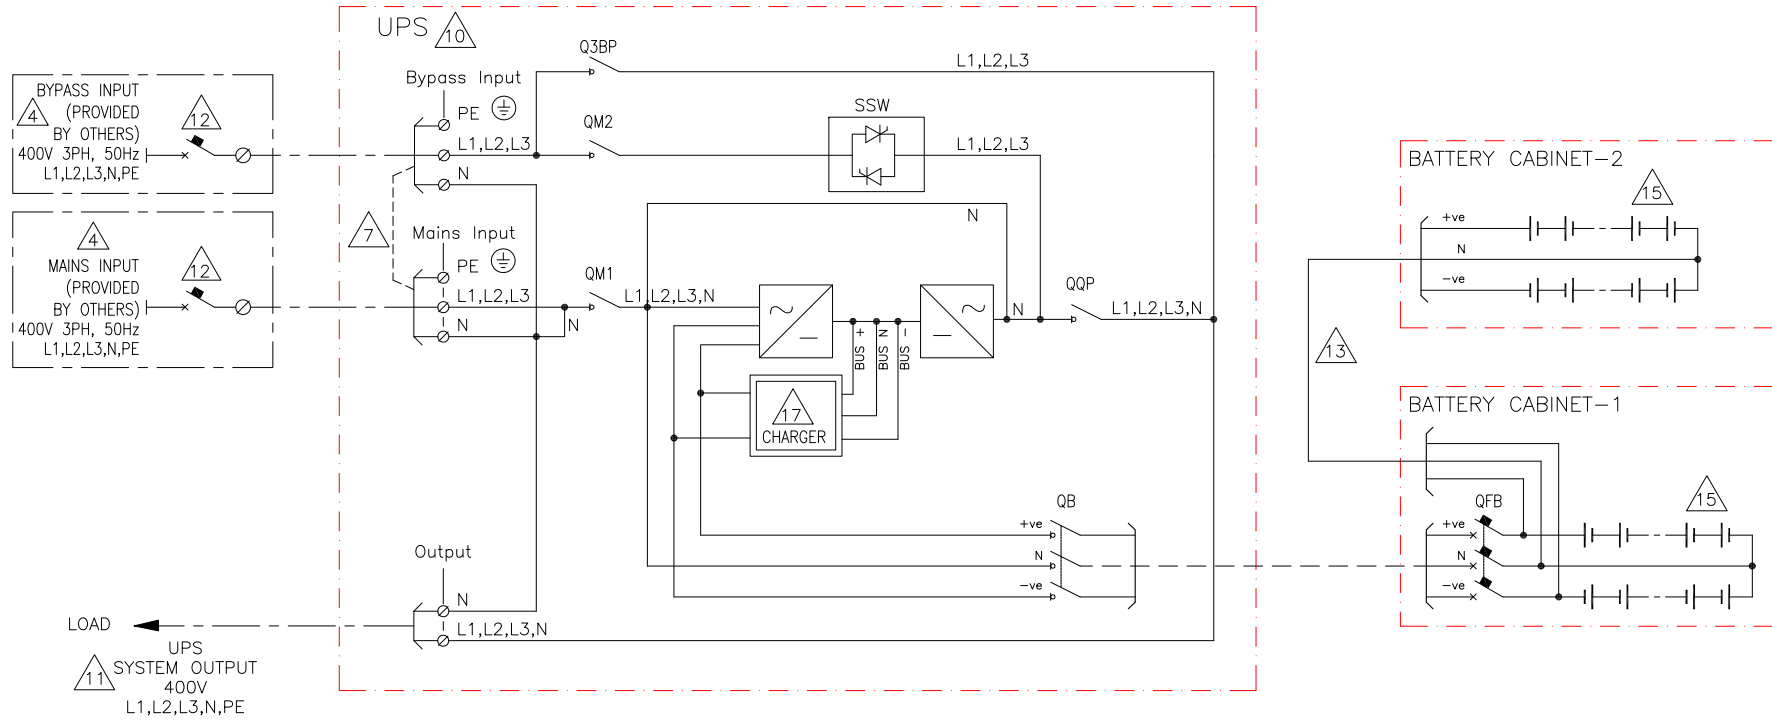 UPS 10
Q3BP
L1,L2,L3
Bypass Input
PE
BYPASS INPUT
4
(PROVIDED
BY OTHERS)
12
400V 3PH, 50Hz
L1,L2,L3,N,PE
L1,L2,L3
N
QM2
SSW
L1,L2,L3
N
7
4
MAINS INPUT
(PROVIDED
BY OTHERS)
12
400V 3PH, 50Hz
L1,L2,L3,N,PE
Mains Input
PE
L1,L2,L3
N
N
QM1
L1,L2,L3,N
BUS +
BUS N
BUS -
N
QQP
L1,L2,L3,N
17
CHARGER
QB
+ve
N
-ve
Output
N
L1,L2,L3,N
LOAD
UPS
11 SYSTEM OUTPUT
400V
L1,L2,L3,N,PE
BATTERY CABINET-2
15
+ve
N
-ve
13
BATTERY CABINET-1
QFB
15
+ve
N
-ve